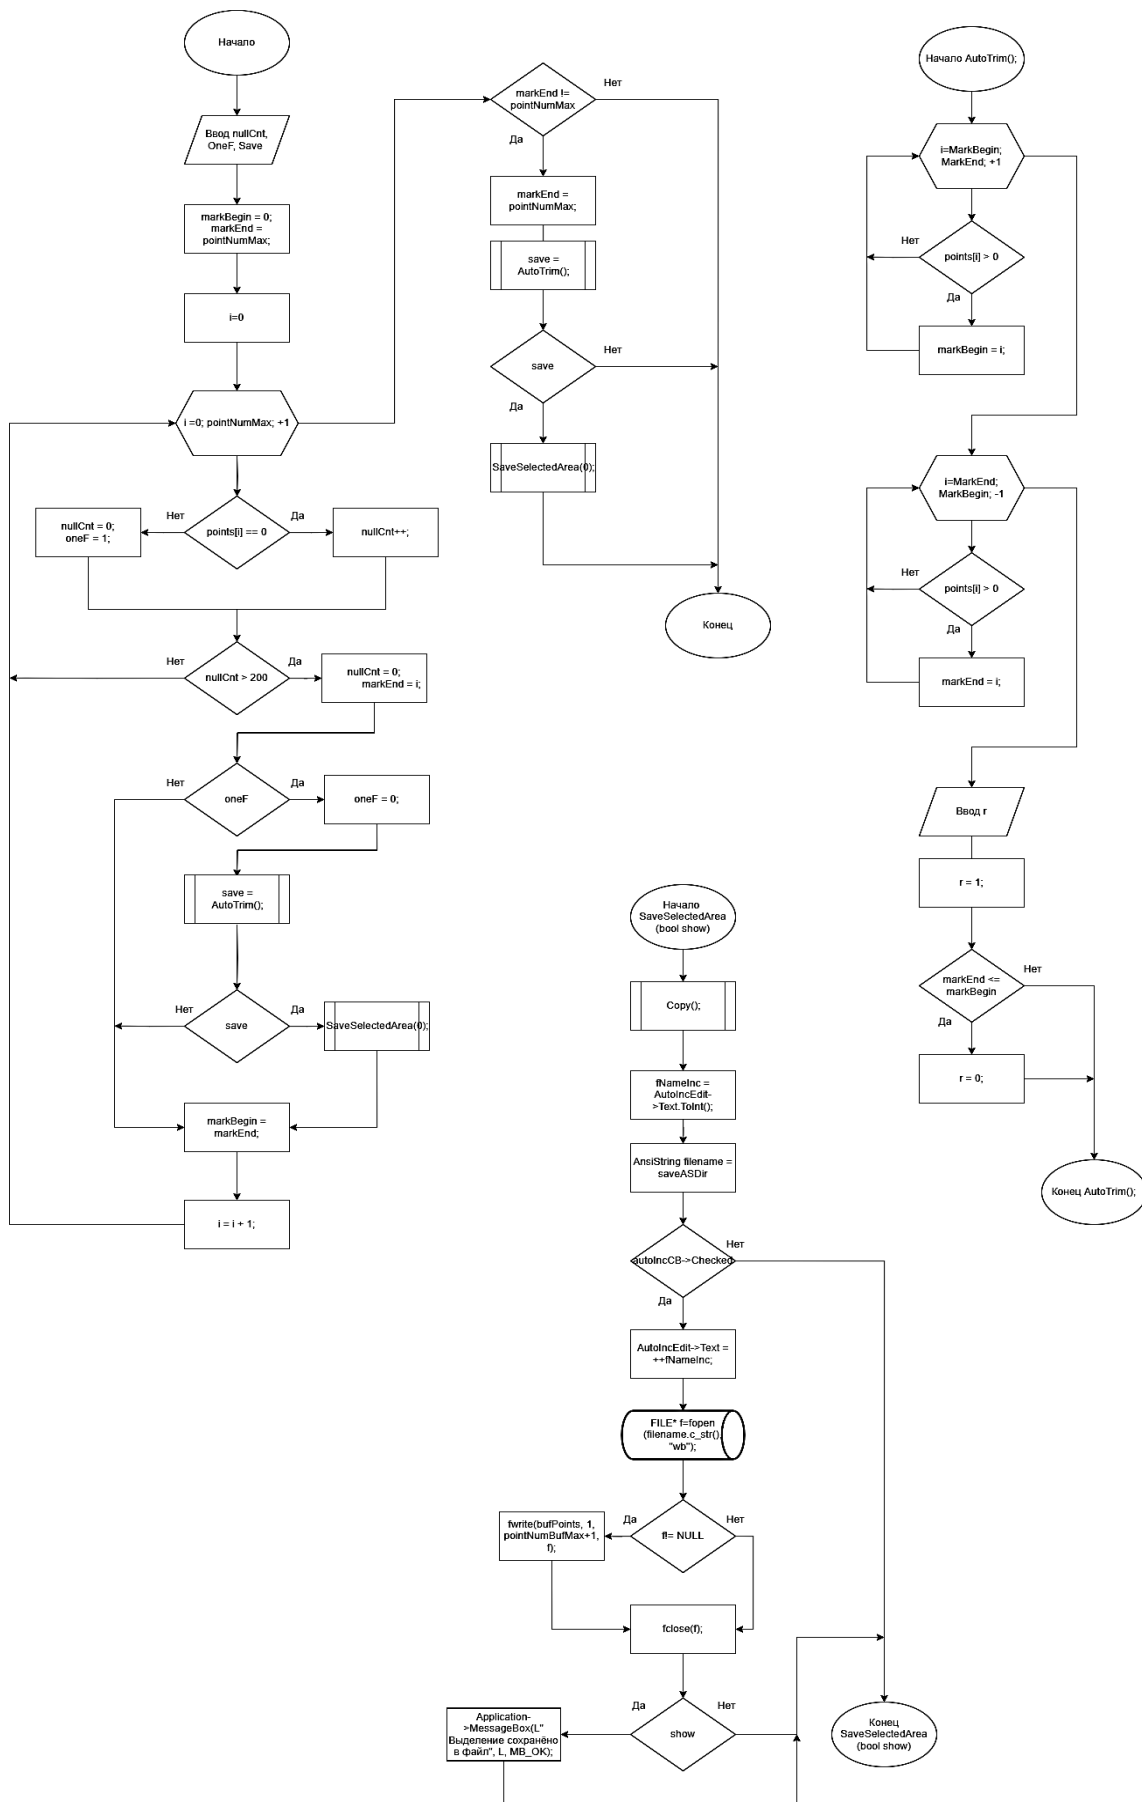 Начало
Ввод nullCnt,
OneF, Save
markBegin = 0;
markEnd =
pointNumMax;
i=0
i =0; pointNumMax; +1
points[i] == 0
Нет
Да
nullCnt = 0;
oneF = 1;
nullCnt++;
nullCnt > 200
Нет
Да
nullCnt = 0;
markEnd = i;
oneF
Нет
Да
oneF = 0;
save =
AutoTrim();
save
Нет
Да
SaveSelectedArea(0);
markBegin =
markEnd;
i = i + 1;
markEnd !=
pointNumMax
Нет
Да
markEnd =
pointNumMax;
save =
AutoTrim();
save
Нет
Да
SaveSelectedArea(0);
Конец
Начало
SaveSelectedArea
(bool show)
Copy();
fNameInc =
AutoIncEdit-
>Text.ToInt();
AnsiString filename =
saveASDir
autoIncCB->Checked
Нет
Да
AutoIncEdit->Text =
++fNameInc;
FILE* f=fopen
(filename.c_str(),
"wb");
f!= NULL
Да
Нет
fwrite(bufPoints, 1,
pointNumBufMax+1,
f);
fclose(f);
show
Да
Нет
Application-
>MessageBox(L"
Выделение сохранёно
в файл", L, MB_OK);
Конец
SaveSelectedArea
(bool show)
Начало AutoTrim();
i=MarkBegin;
MarkEnd; +1
points[i] > 0
Нет
Да
markBegin = i;
i=MarkEnd;
MarkBegin; -1
points[i] > 0
Нет
Да
markEnd = i;
Ввод r
r = 1;
markEnd <=
markBegin
Нет
Да
r = 0;
Конец AutoTrim();